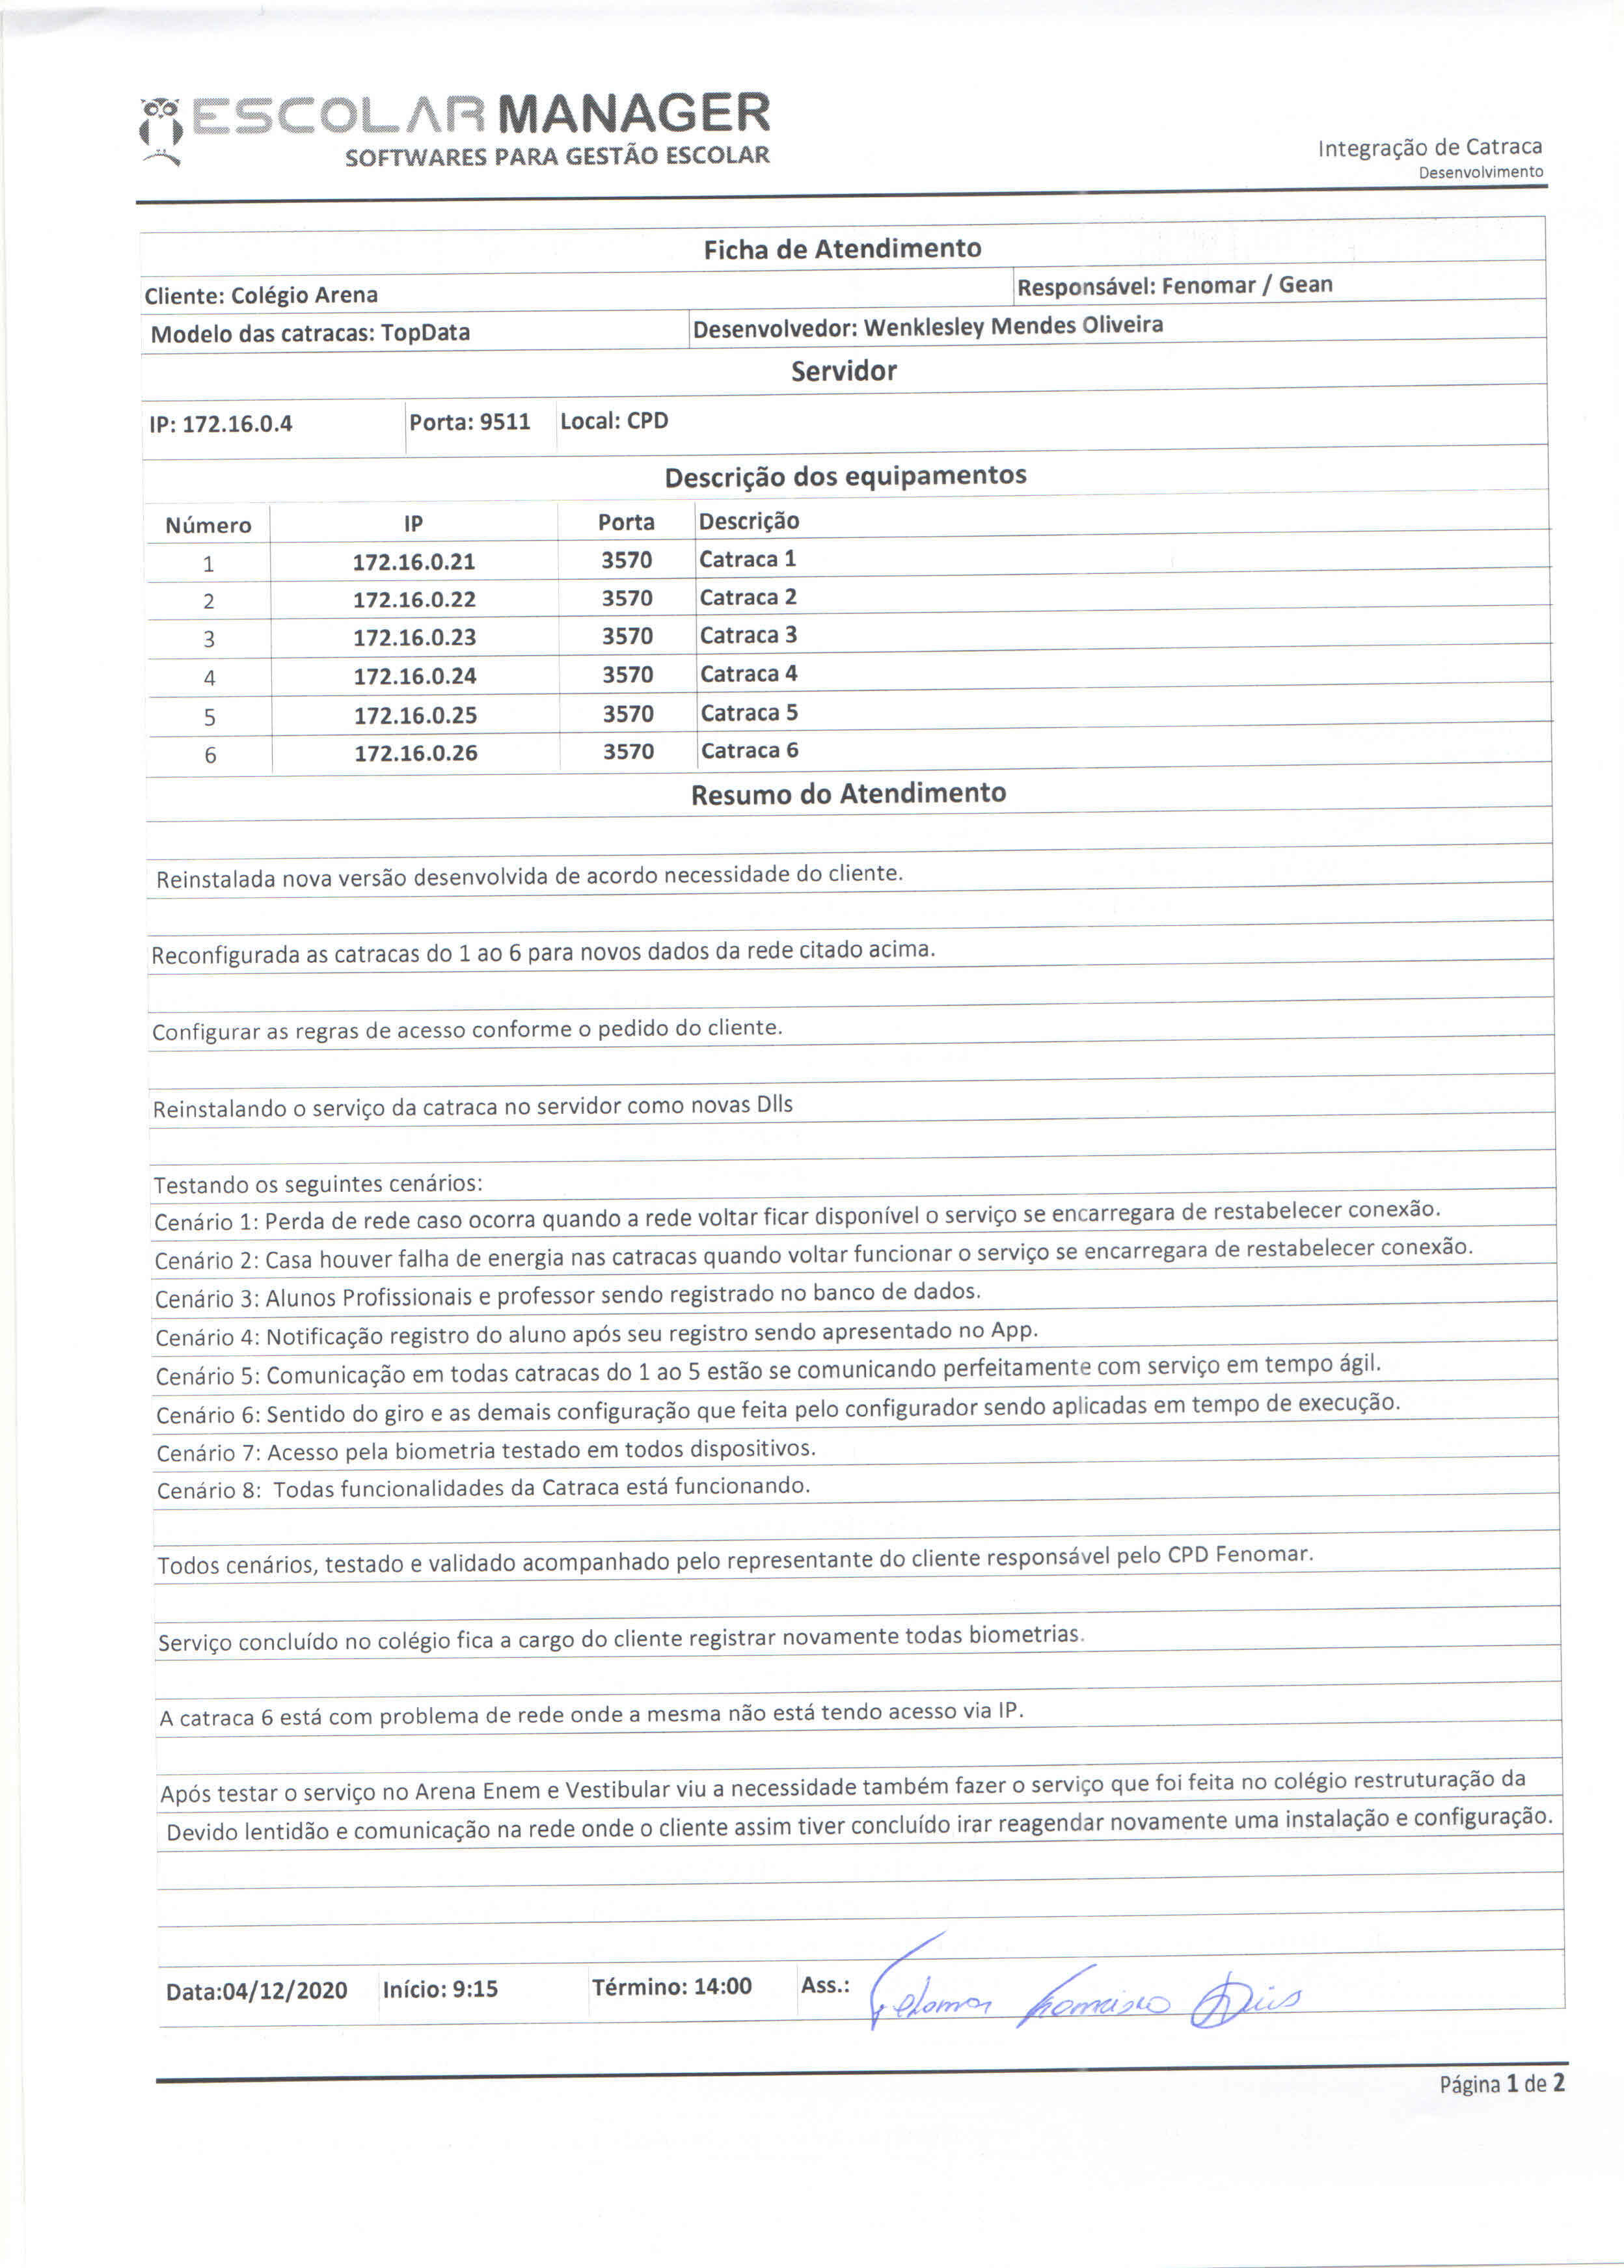 ESCOLAR MANAGER
SOFTWARES PARA GESTÃO ESCOLAR
Integração de Catraca
Desenvolvimento
Ficha de Atendimento
Cliente: Colégio Arena Responsável: Fenomar / Gean
Modelo das catracas: TopData Desenvolvedor: Wenklesley Mendes Oliveira
Servidor
IP: 172.16.0.4 Porta: 9511 Local: CPD
Descrição dos equipamentos
Número IP Porta Descrição
1 172.16.0.21 3570 Catraca 1
2 172.16.0.22 3570 Catraca 2
3 172.16.0.23 3570 Catraca 3
4 172.16.0.24 3570 Catraca 4
5 172.16.0.25 3570 Catraca 5
6 172.16.0.26 3570 Catraca 6
Resumo do Atendimento
Reinstalada nova versão desenvolvida de acordo necessidade do cliente.
Reconfigurada as catracas do 1 ao 6 para novos dados da rede citado acima.
Configurar as regras de acesso conforme o pedido do cliente.
Reinstalando o serviço da catraca no servidor como novas Dlls
Testando os seguintes cenários:
Cenário 1: Perda de rede caso ocorra quando a rede voltar ficar disponível o serviço se encarregara de restabelecer conexão.
Cenário 2: Casa houver falha de energia nas catracas quando voltar funcionar o serviço se encarregara de restabelecer conexão.
Cenário 3: Alunos Profissionais e professor sendo registrado no banco de dados.
Cenário 4: Notificação registro do aluno após seu registro sendo apresentado no App.
Cenário 5: Comunicação em todas catracas do 1 ao 5 estão se comunicando perfeitamente com serviço em tempo ágil.
Cenário 6: Sentido do giro e as demais configuração que feita pelo configurador sendo aplicadas em tempo de execução.
Cenário 7: Acesso pela biometria testado em todos dispositivos.
Cenário 8: Todas funcionalidades da Catraca está funcionando.
Todos cenários, testado e validado acompanhado pelo representante do cliente responsável pelo CPD Fenomar.
Serviço concluído no colégio fica a cargo do cliente registrar novamente todas biometrias.
A catraca 6 está com problema de rede onde a mesma não está tendo acesso via IP.
Após testar o serviço no Arena Enem e Vestibular viu a necessidade também fazer o serviço que foi feita no colégio restruturação da
Devido lentidão e comunicação na rede onde o cliente assim tiver concluído irar reagendar novamente uma instalação e configuração.
Data:04/12/2020 Início: 9:15 Término: 14:00 Ass.:
Página 1 de 2